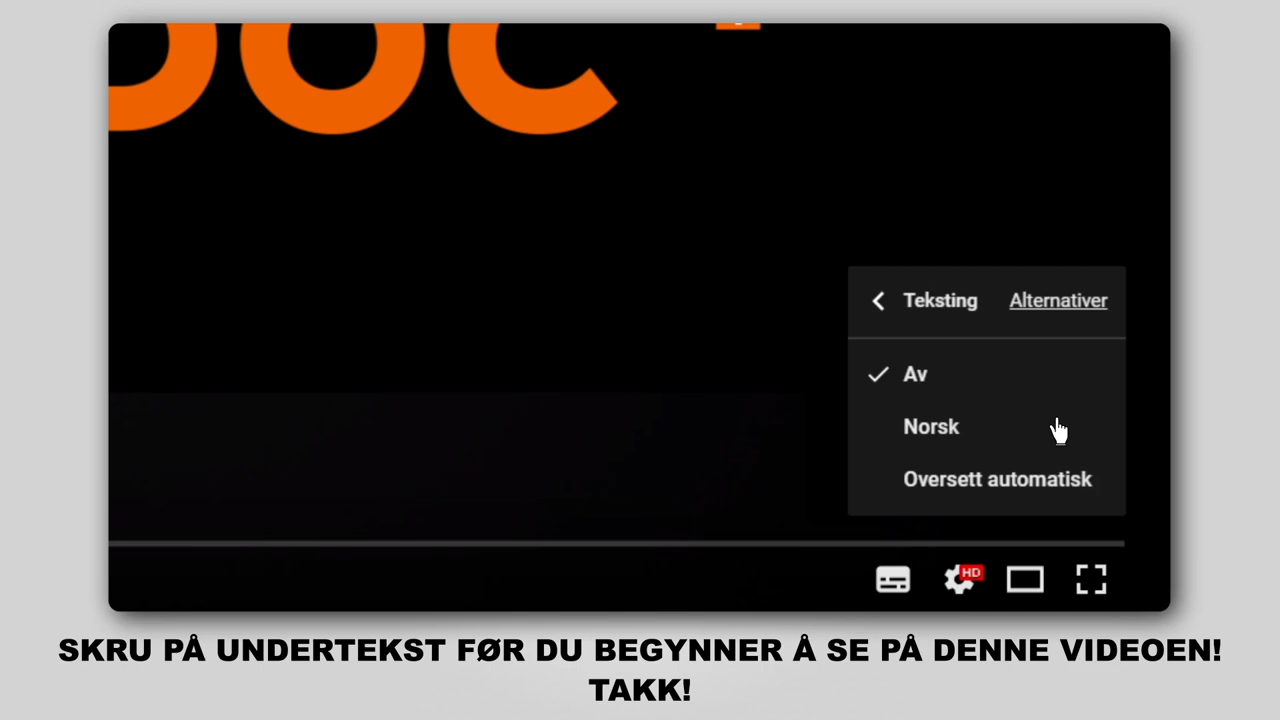 Teksting Alternativer
Av
Norsk
Oversett automatisk
HD
SKRU PÅ UNDERTEKST FØR DU BEGYNNER Å SE PÅ DENNE VIDEOEN!
TAKK!